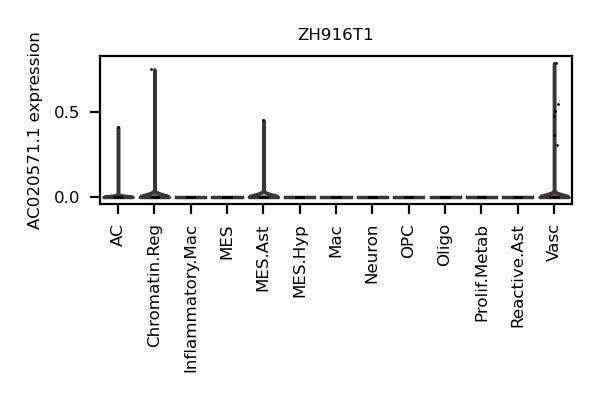 ZH916T1
AC020571.1 expression
0.5
0.0
AC
Chromatin.Reg
Inflammatory.Mac
MES
MES.Ast
MES.Hyp
Mac
Neuron
OPC
Oligo
Prolif.Metab
Reactive.Ast
Vasc